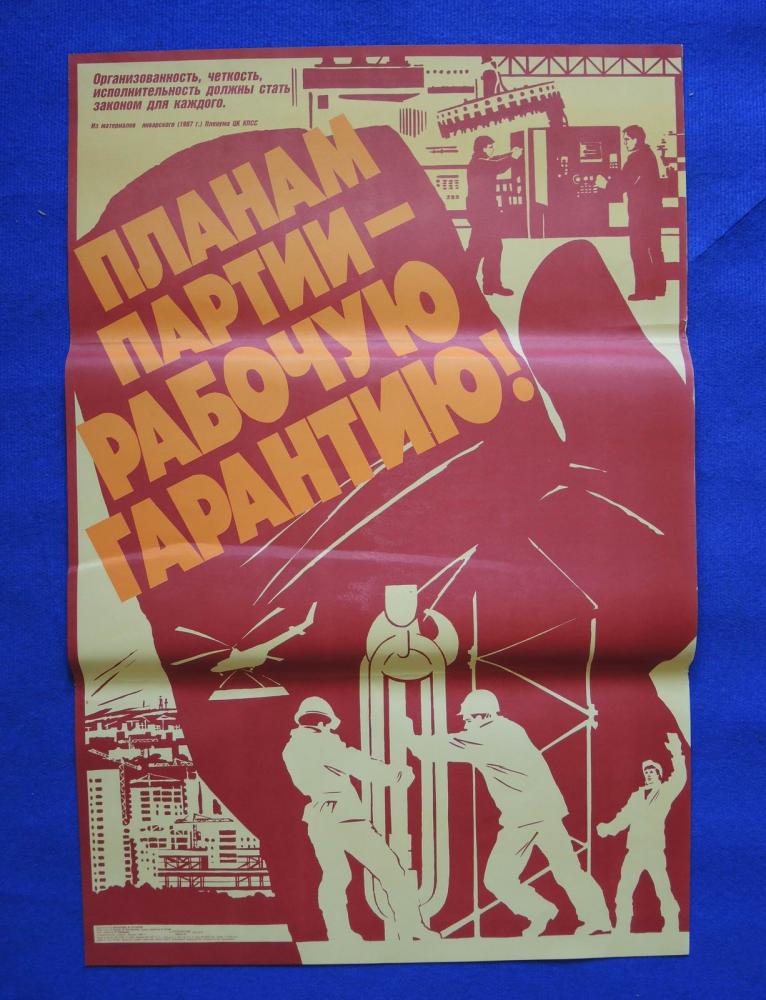 Организованность, четкость,
исполнительность должны стать
законом для каждого.
Из материалов январского (1987 г.) Пленума ЦК КПСС
ПЛАНАМ
ПАРТИИ —
РАБОЧУЮ
ГАРАНТИЮ!